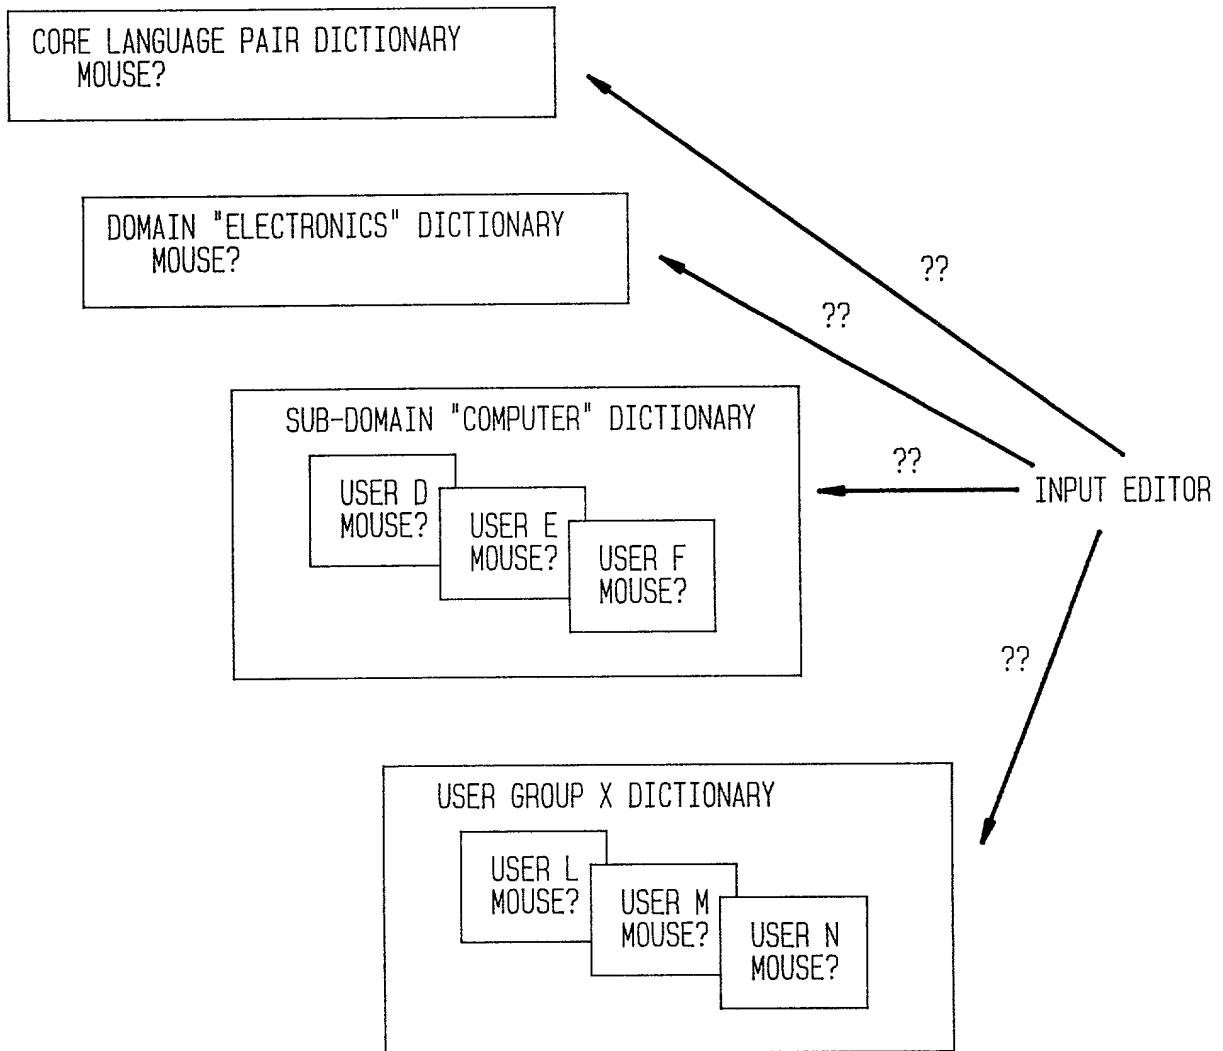 CORE LANGUAGE PAIR DICTIONARY
MOUSE?
DOMAIN "ELECTRONICS" DICTIONARY
MOUSE?
??
??
SUB-DOMAIN "COMPUTER" DICTIONARY
USER D
MOUSE?
USER E
MOUSE?
USER F
MOUSE?
??
INPUT EDITOR
??
USER GROUP X DICTIONARY
USER L
MOUSE?
USER M
MOUSE?
USER N
MOUSE?